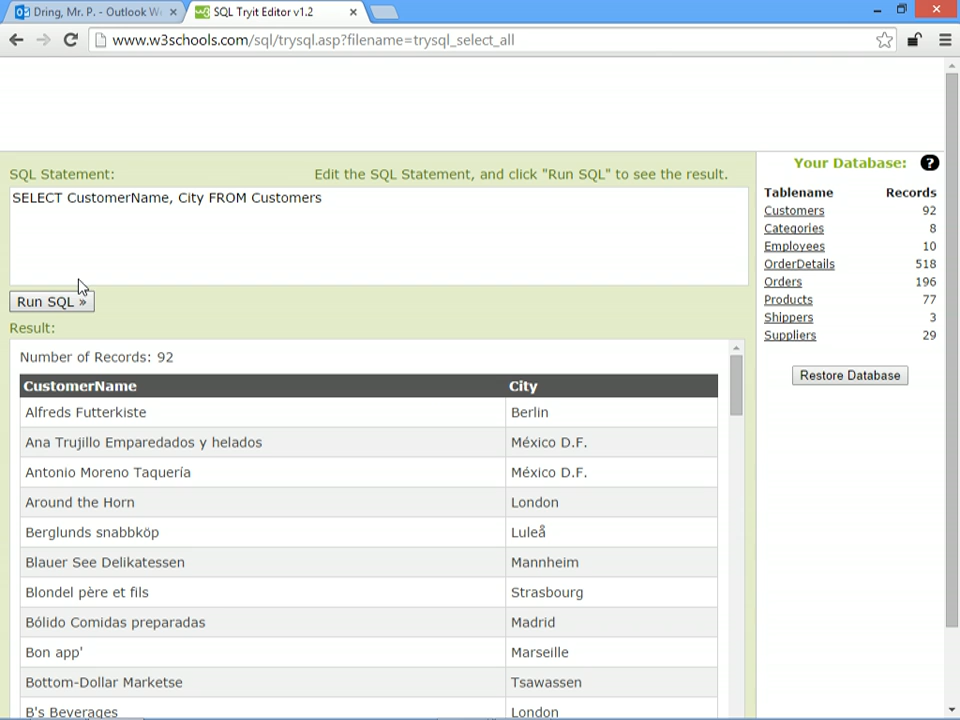 Dring, Mr. P. - Outlook W
SQL Tryit Editor v1.2
www.w3schools.com/sql/trysql.asp?filename=trysql_select_all
SQL Statement:
Edit the SQL Statement, and click "Run SQL" to see the result.
SELECT CustomerName, City FROM Customers
Run SQL »
Result:
Number of Records: 92
CustomerName City
Alfreds Futterkiste Berlin
Ana Trujillo Emparedados y helados México D.F.
Antonio Moreno Taquería México D.F.
Around the Horn London
Berglunds snabbköp Luleå
Blauer See Delikatessen Mannheim
Blondel père et fils Strasbourg
Bólido Comidas preparadas Madrid
Bon app' Marseille
Bottom-Dollar Marketse Tsawassen
B's Beverages London
Your Database: ?
Tablename Records
Customers 92
Categories 8
Employees 10
OrderDetails 518
Orders 196
Products 77
Shippers 3
Suppliers 29
Restore Database